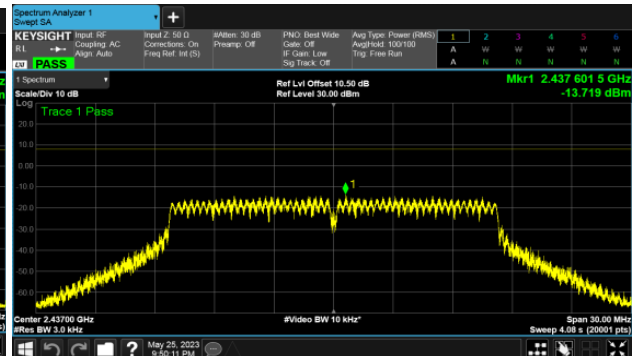 Spectrum Analyzer 1
Swept SA
+
KEYSIGHT Input: RF Input Z: 50 Ω #Atten: 30 dB PNO: Best Wide Avg Type: Power (RMS) 1 2 3 4 5 6
RL Coupling: AC Corrections: On Preamp: Off Gate: Off Avg|Hold: 100/100 A W W W W W
Align: Auto Freq Ref: Int (S) IF Gain: Low Trig: Free Run
LXI PASS Sig Track: Off A N N N N N
1 Spectrum Ref Lvl Offset 10.50 dB Mkr1 2.437 601 5 GHz
Scale/Div 10 dB Ref Level 30.00 dBm -13.719 dBm
Log
Trace 1 Pass
20.0
10.0
0.00
-10.0
1
-20.0
-30.0
-40.0
-50.0
-60.0
Center 2.43700 GHz #Video BW 10 kHz* Span 30.00 MHz
#Res BW 3.0 kHz Sweep 4.08 s (20001 pts)
? May 25, 2023
9:50:11 PM